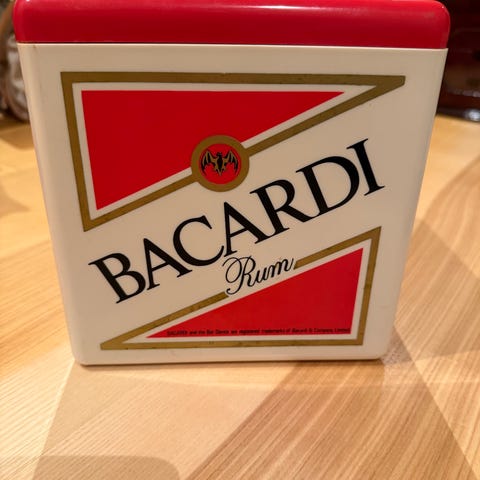 BACARDI
Rum
BACARDI and the Bat Device are registered trademarks of Bacardi & Company Limited.